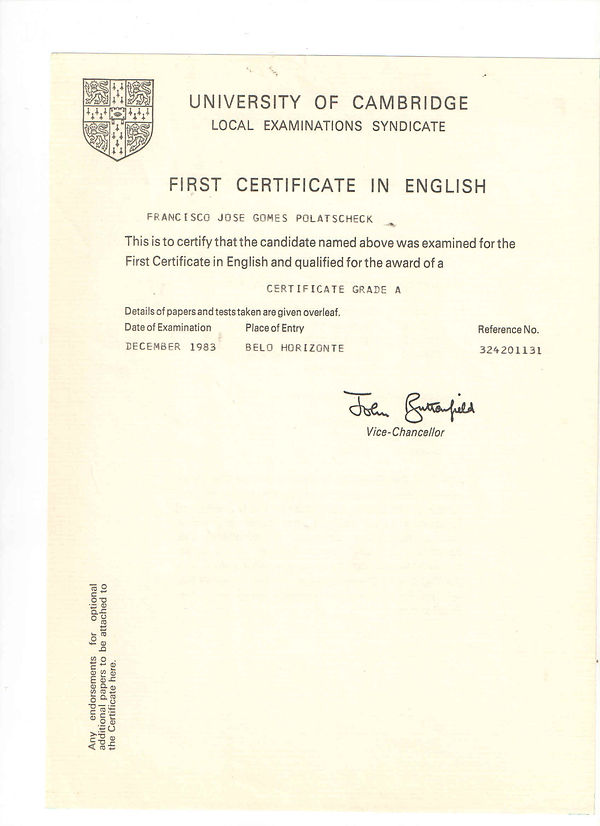 UNIVERSITY OF CAMBRIDGE
LOCAL EXAMINATIONS SYNDICATE
FIRST CERTIFICATE IN ENGLISH
FRANCISCO JOSE GOMES POLATSCHECK
This is to certify that the candidate named above was examined for the
First Certificate in English and qualified for the award of a
CERTIFICATE GRADE A
Details of papers and tests taken are given overleaf.
Date of Examination Place of Entry Reference No.
DECEMBER 1983 BELO HORIZONTE 324201131
John Butterfield
Vice-Chancellor
Any endorsements for optional
additional papers to be attached to
the Certificate here.